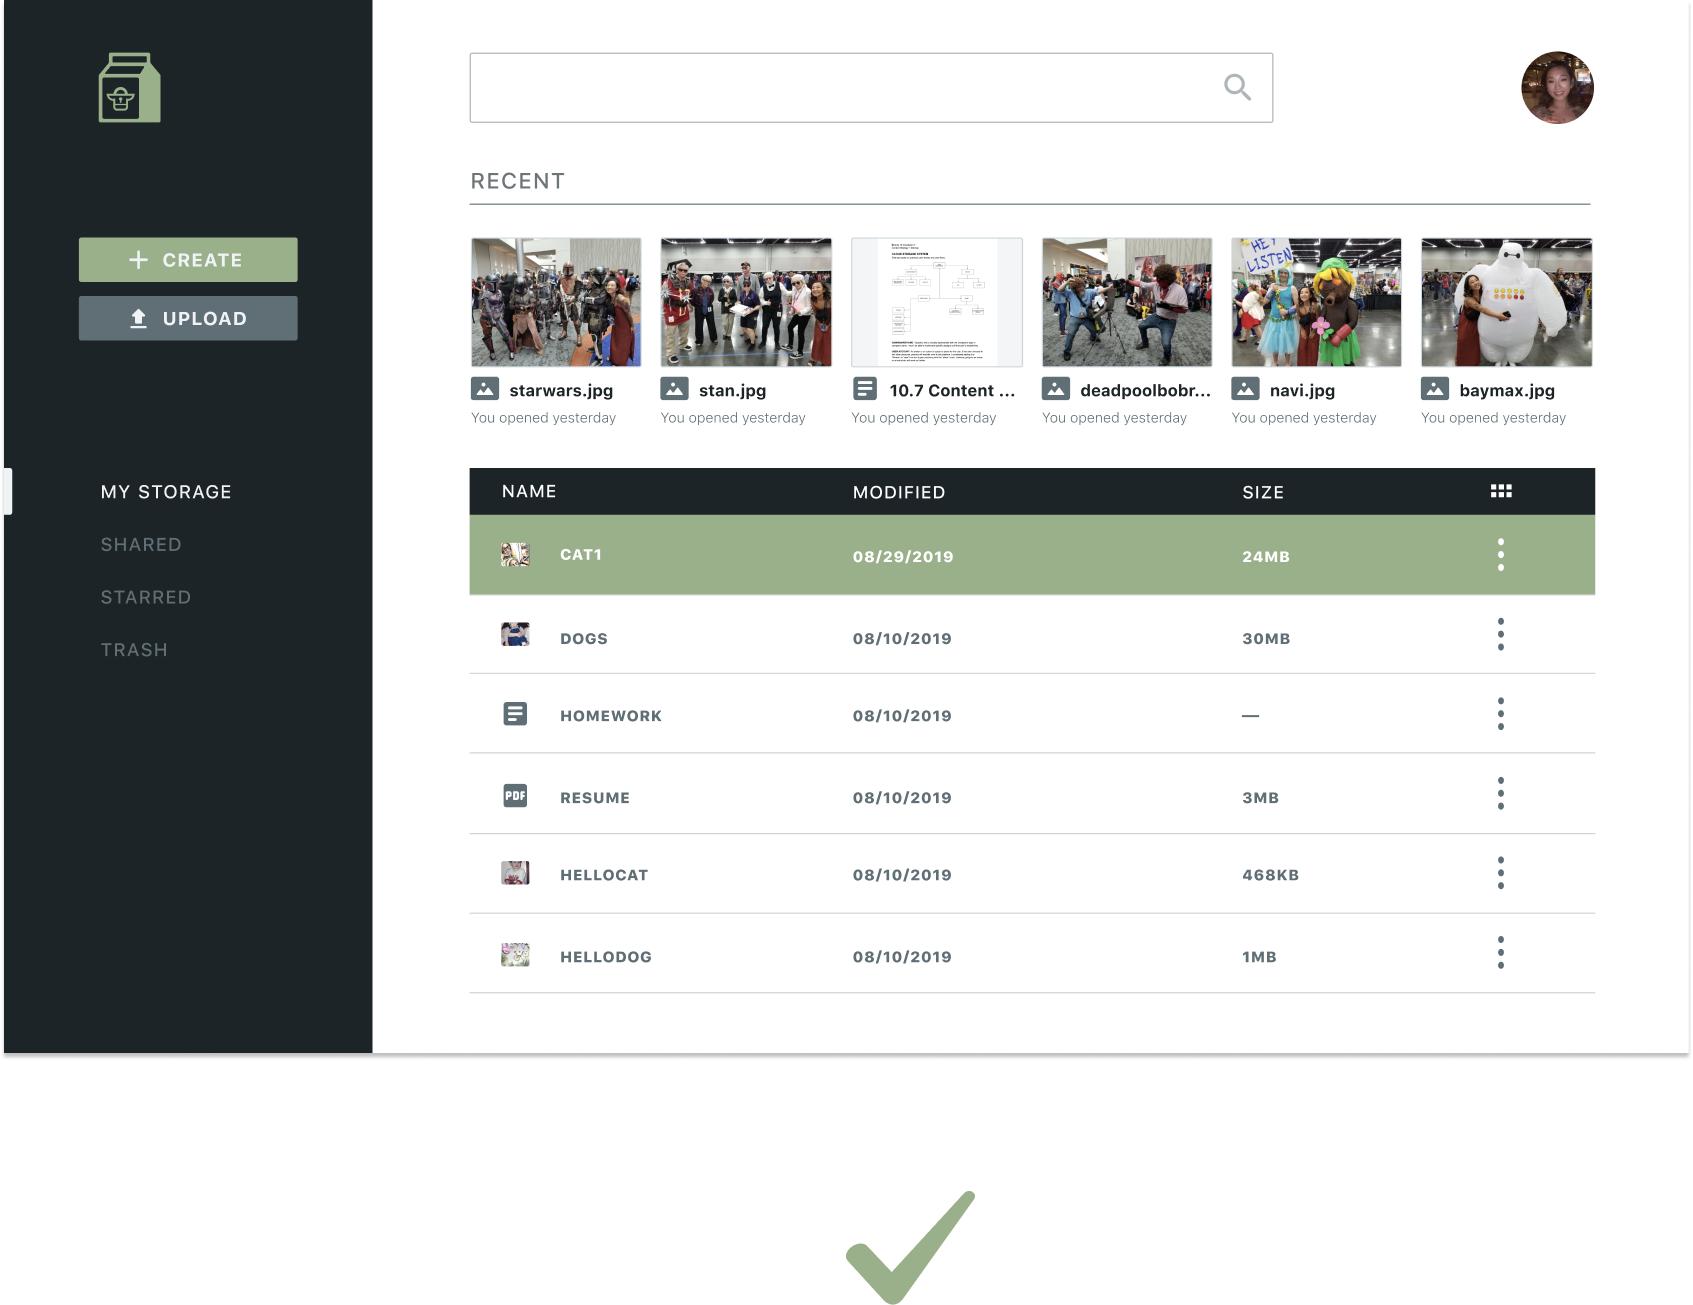 CREATE
UPLOAD
MY STORAGE
SHARED
STARRED
TRASH
RECENT
HEY
LISTEN
starwars.jpg
stan.jpg
10.7 Content ...
deadpoolbobr...
navi.jpg
baymax.jpg
You opened yesterday
You opened yesterday
You opened yesterday
You opened yesterday
You opened yesterday
You opened yesterday
NAME MODIFIED SIZE
CAT1 08/29/2019 24MB
DOGS 08/10/2019 30MB
HOMEWORK 08/10/2019 —
PDF RESUME 08/10/2019 3MB
HELLOCAT 08/10/2019 468KB
HELLODOG 08/10/2019 1MB